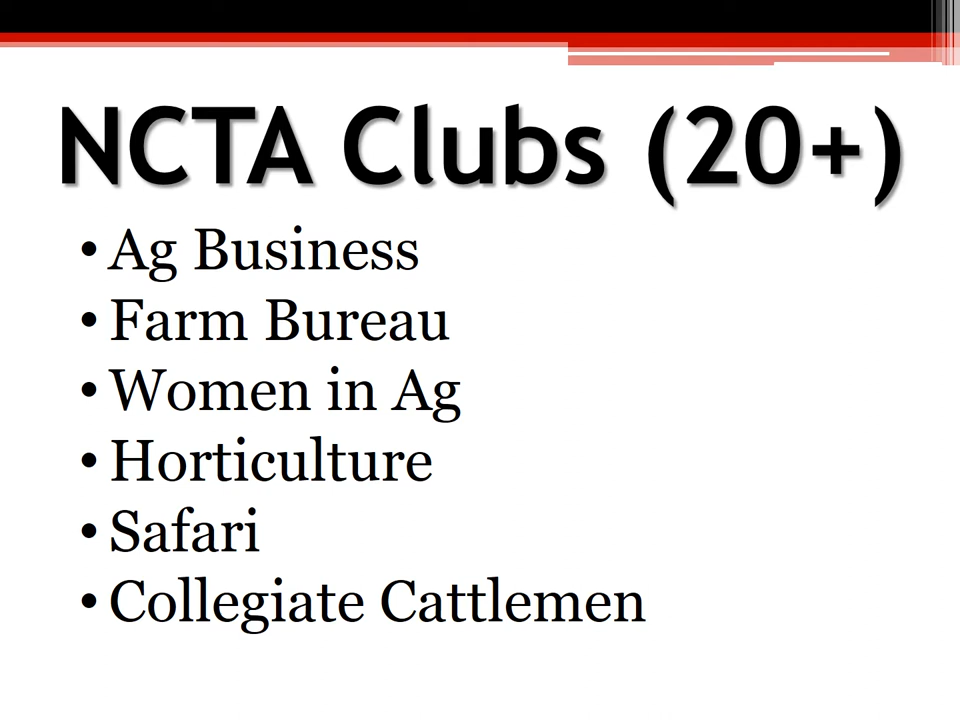 NCTA Clubs (20+)
• Ag Business
• Farm Bureau
• Women in Ag
• Horticulture
• Safari
• Collegiate Cattlemen